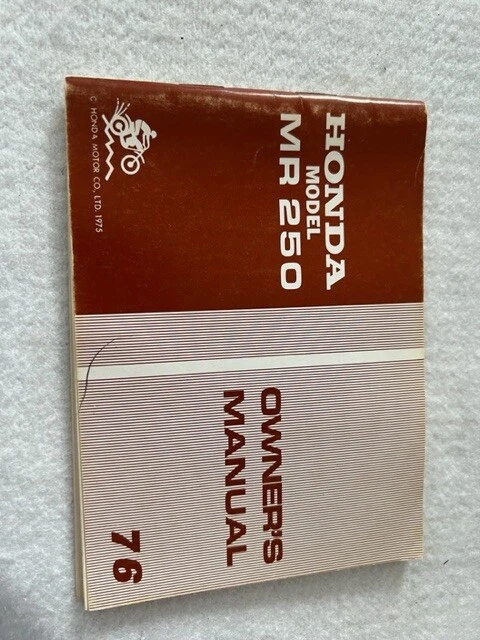 HONDA
MODEL
MR 250
C HONDA MOTOR CO., LTD. 1975
OWNER'S
MANUAL
76